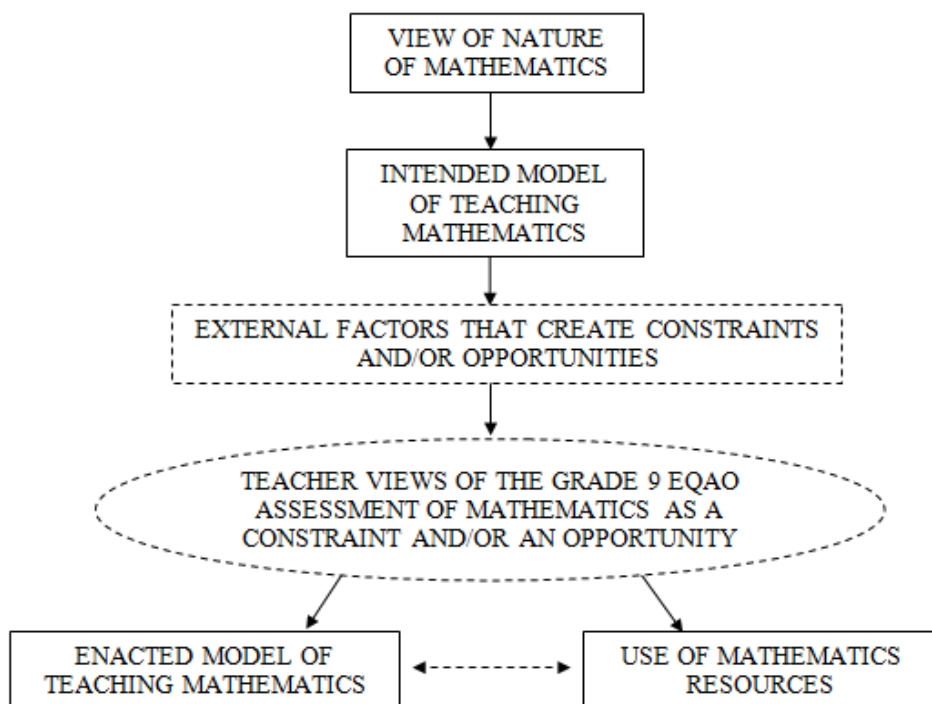 VIEW OF NATURE
OF MATHEMATICS
INTENDED MODEL
OF TEACHING
MATHEMATICS
EXTERNAL FACTORS THAT CREATE CONSTRAINTS
AND/OR OPPORTUNITIES
TEACHER VIEWS OF THE GRADE 9 EQAO
ASSESSMENT OF MATHEMATICS AS A
CONSTRAINT AND/OR AN OPPORTUNITY
ENACTED MODEL OF
TEACHING MATHEMATICS
USE OF MATHEMATICS
RESOURCES